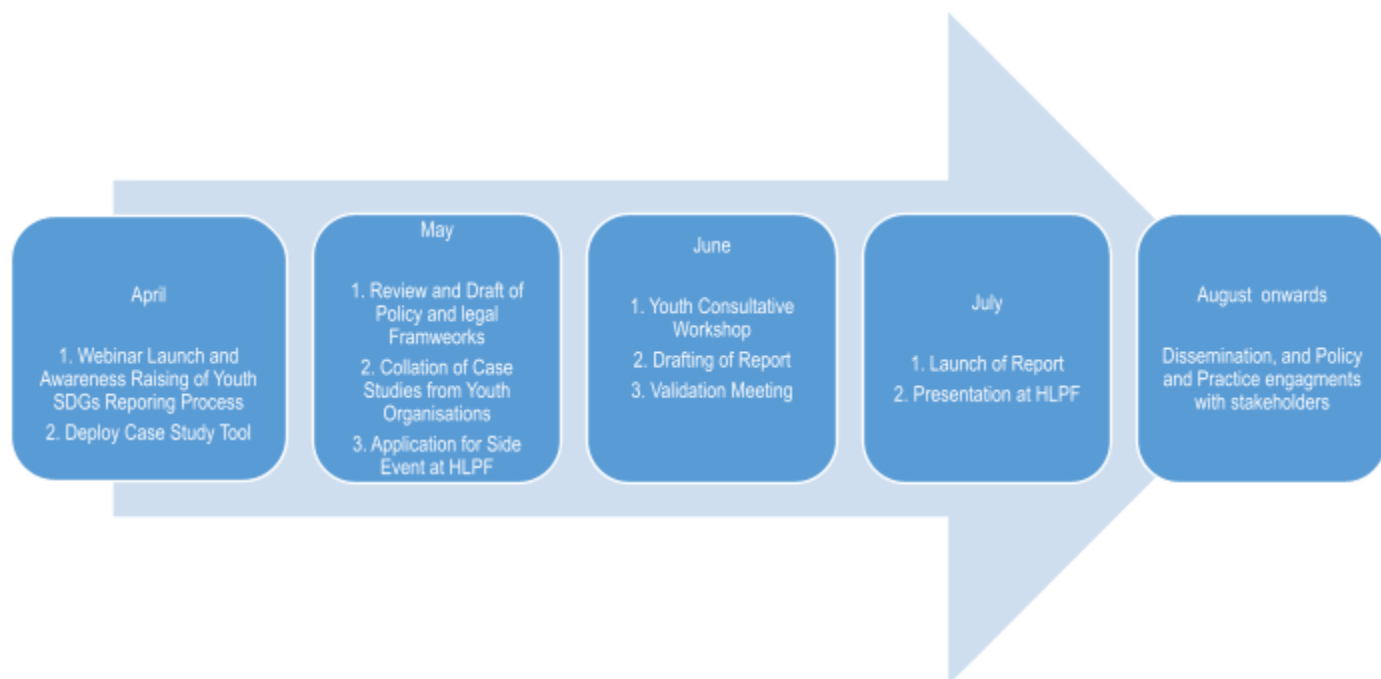 April
1. Webinar Launch and
Awareness Raising of Youth
SDGs Reporing Process
2. Deploy Case Study Tool
May
1. Review and Draft of
Policy and legal
Framweorks
2. Collation of Case
Studies from Youth
Organisations
3. Application for Side
Event at HLPF
June
1. Youth Consultative
Workshop
2. Drafting of Report
3. Validation Meeting
July
1. Launch of Report
2. Presentation at HLPF
August onwards
Dissemination, and Policy
and Practice engagments
with stakeholders